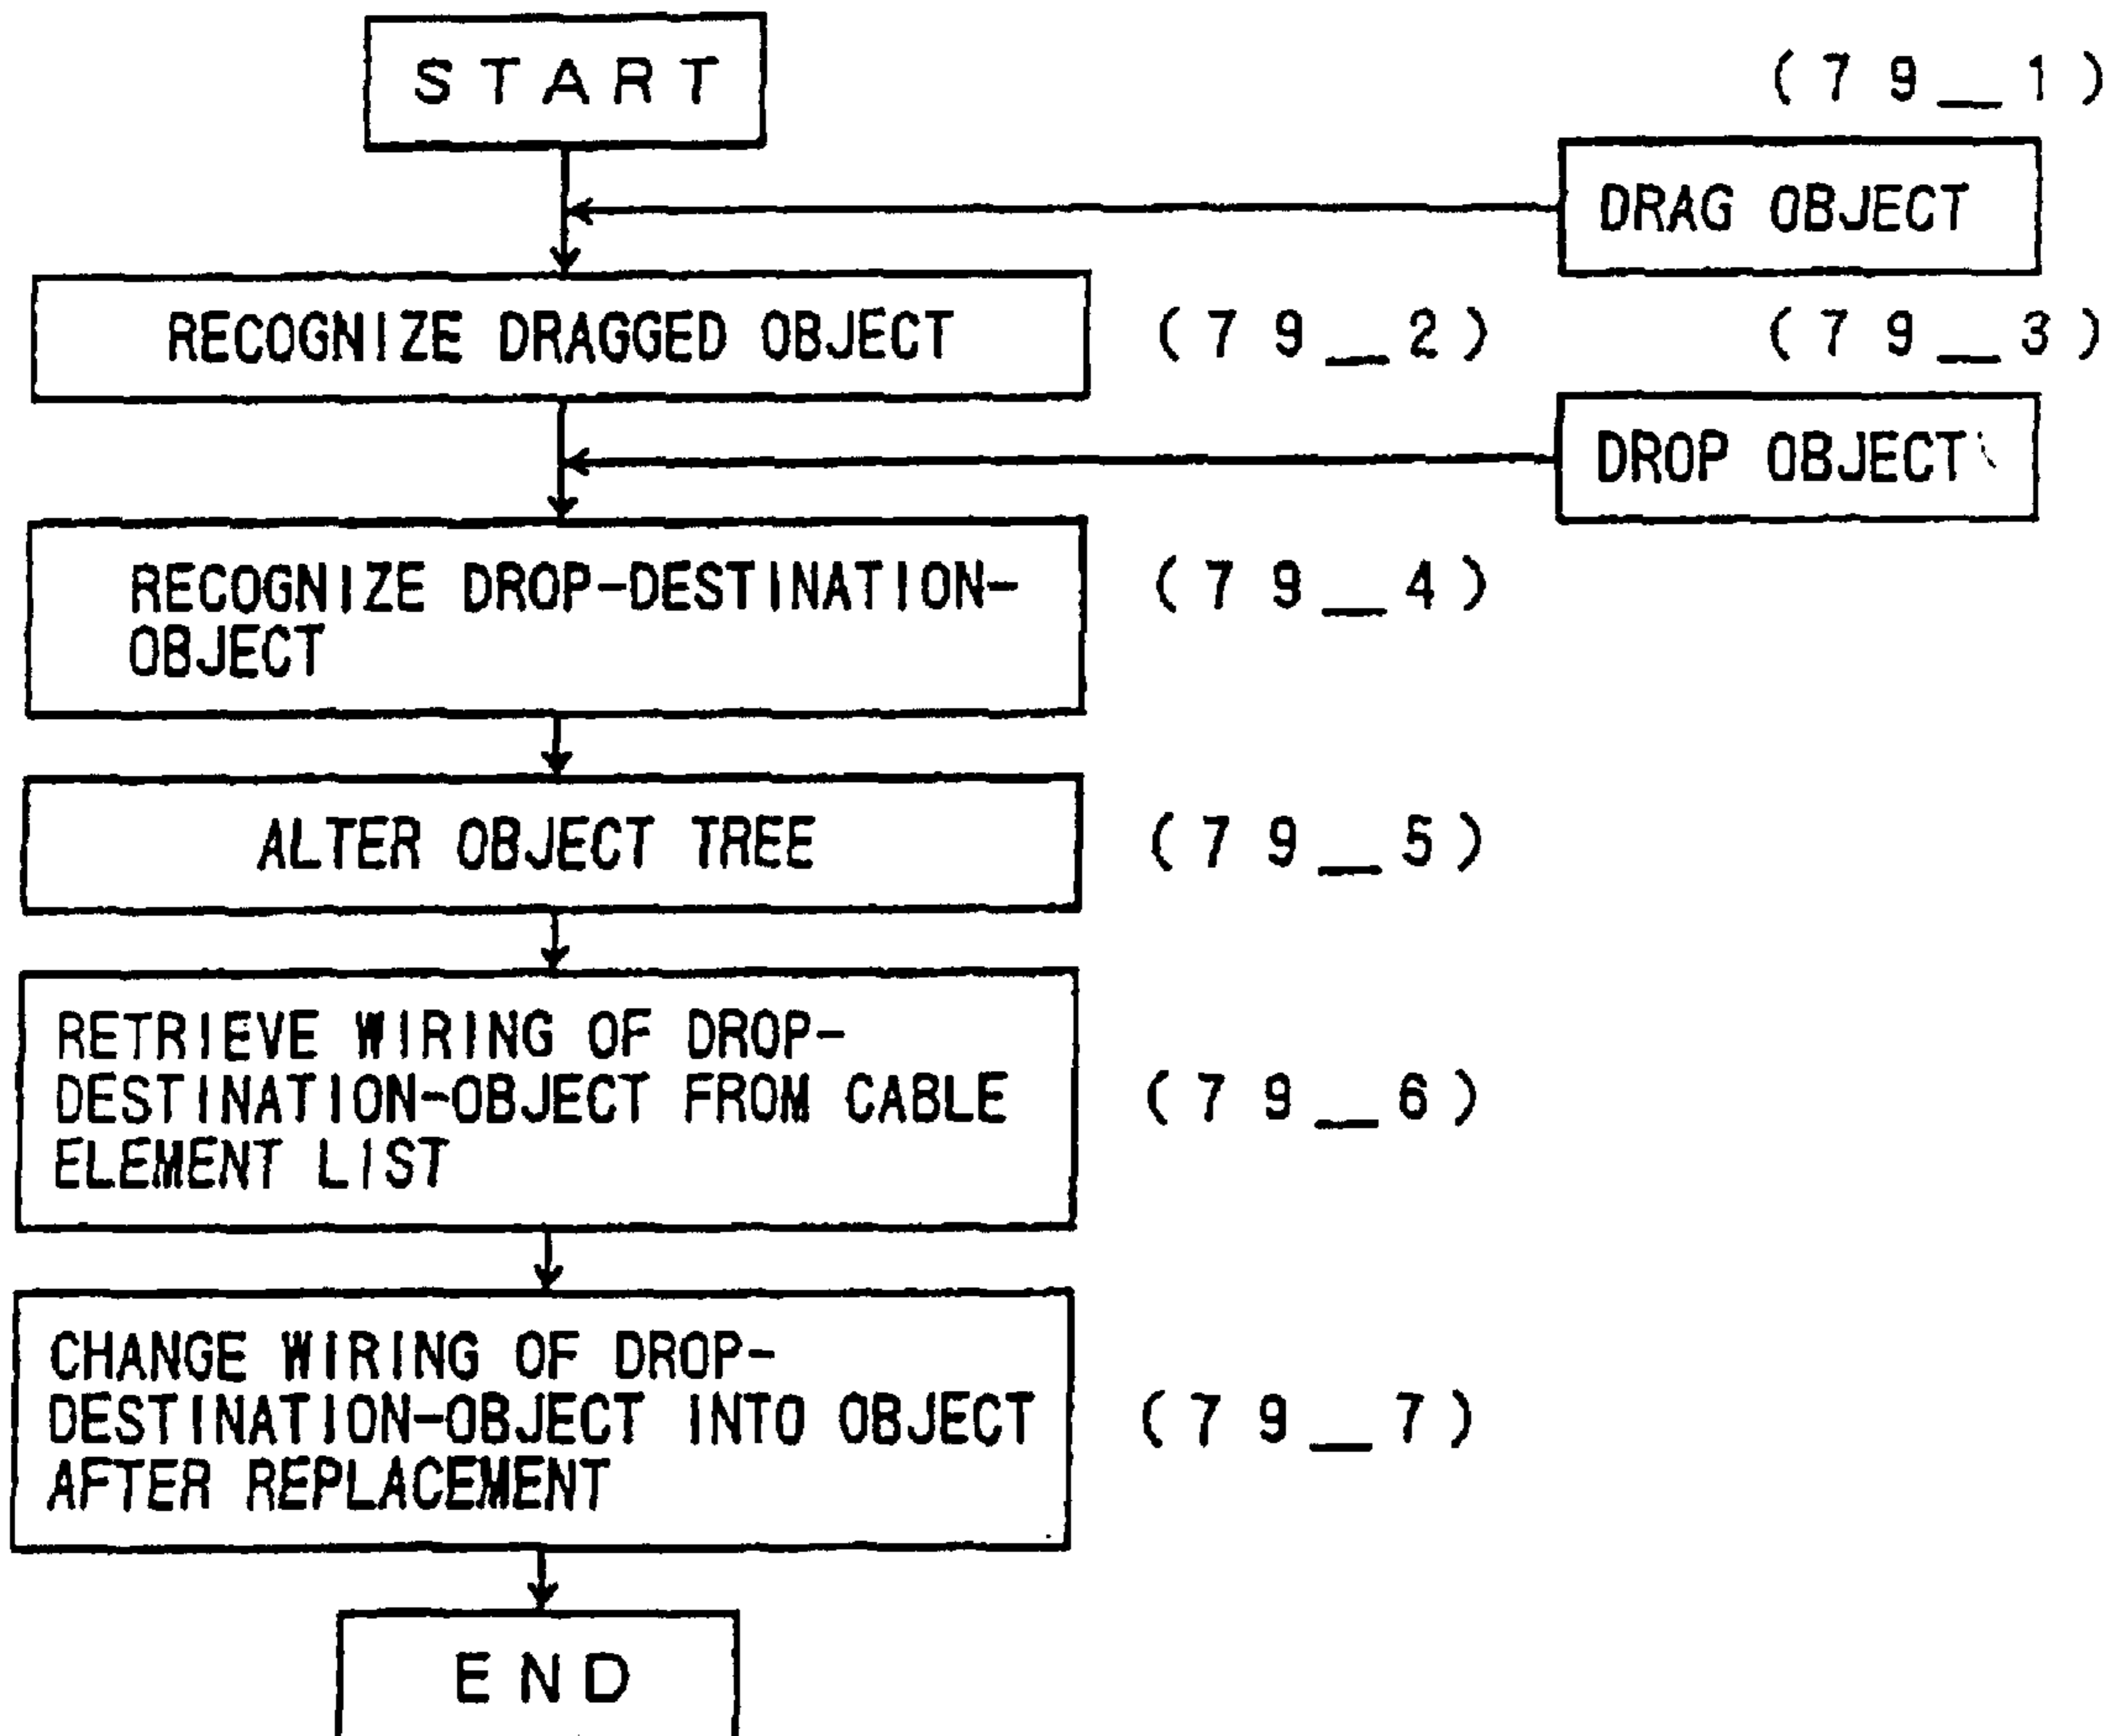 START
(79_1)
DRAG OBJECT
RECOGNIZE DRAGGED OBJECT
(79_2)
(79_3)
DROP OBJECT
RECOGNIZE DROP-DESTINATION-
OBJECT
(79_4)
ALTER OBJECT TREE
(79_5)
RETRIEVE WIRING OF DROP-
DESTINATION-OBJECT FROM CABLE
ELEMENT LIST
(79_6)
CHANGE WIRING OF DROP-
DESTINATION-OBJECT INTO OBJECT
AFTER REPLACEMENT
(79_7)
END